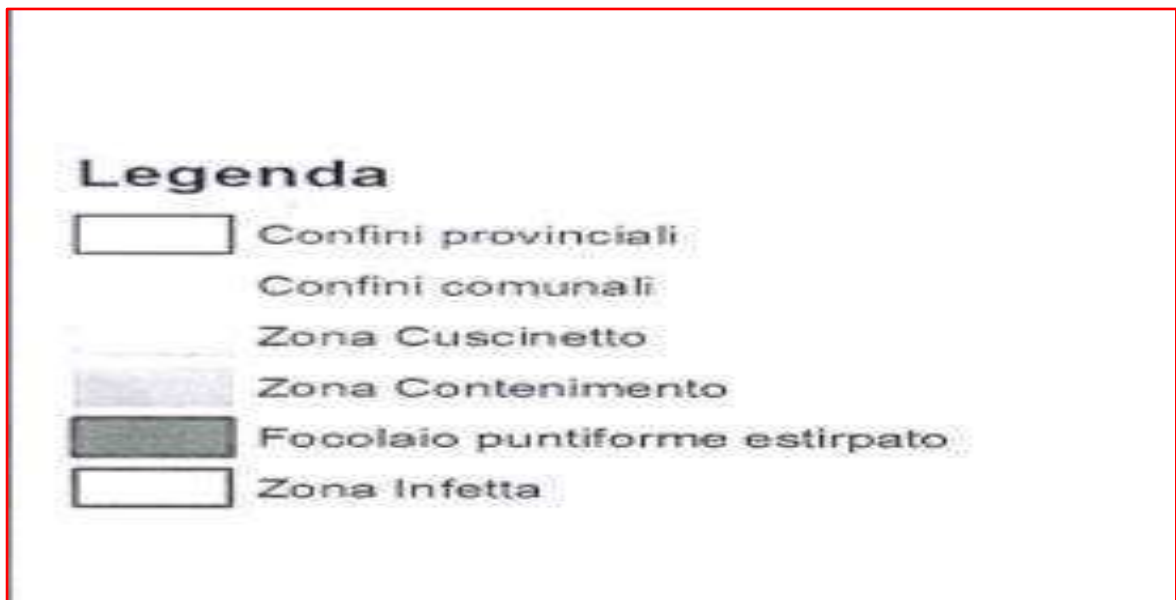 Legenda
Confini provinciali
Confini comunali
Zona Cuscinetto
Zona Contenimento
Focolaio puntiforme estirpato
Zona Infetta